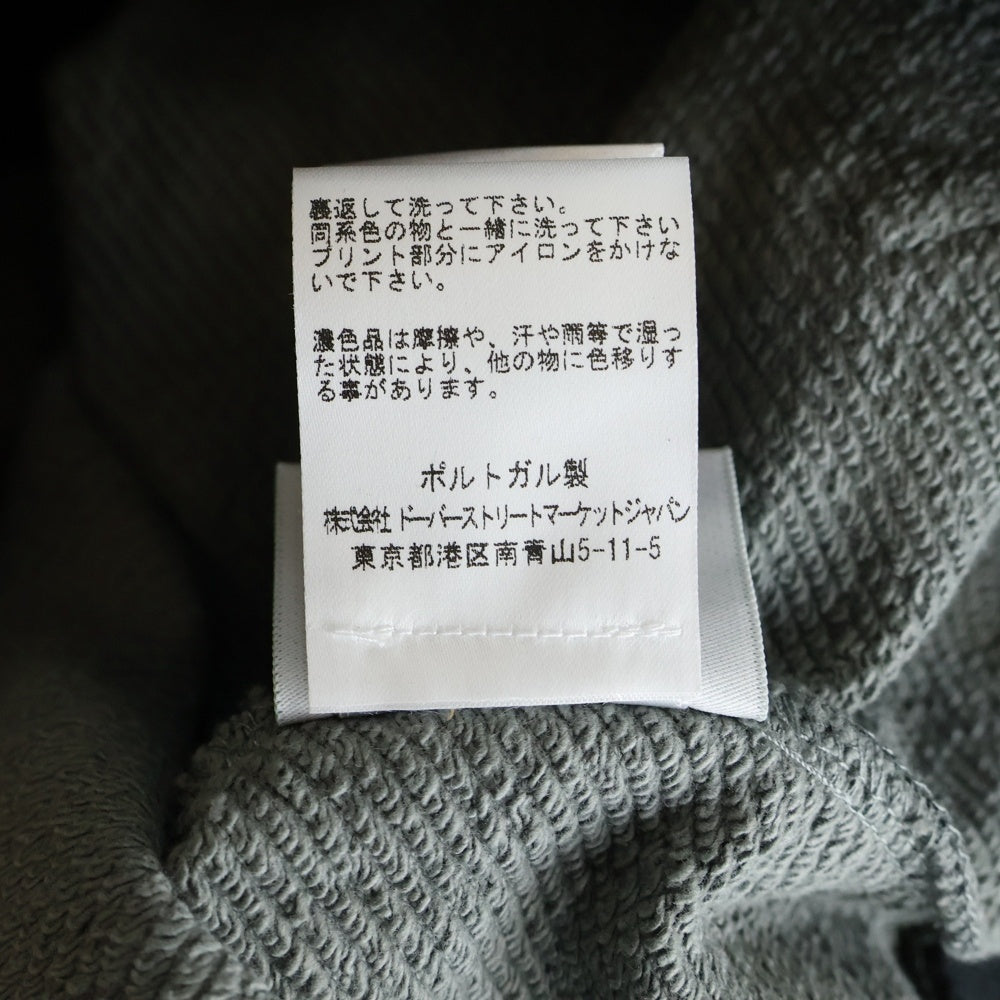 裏返して洗って下さい。
同系色の物と一緒に洗って下さい
プリント部分にアイロンをかけな
いで下さい。
濃色品は摩擦や、汗や雨等で湿っ
た状態により、他の物に色移りす
る事があります。
ポルトガル製
株式会社 ドーバーストリートマーケットジャパン
東京都港区南青山5-11-5